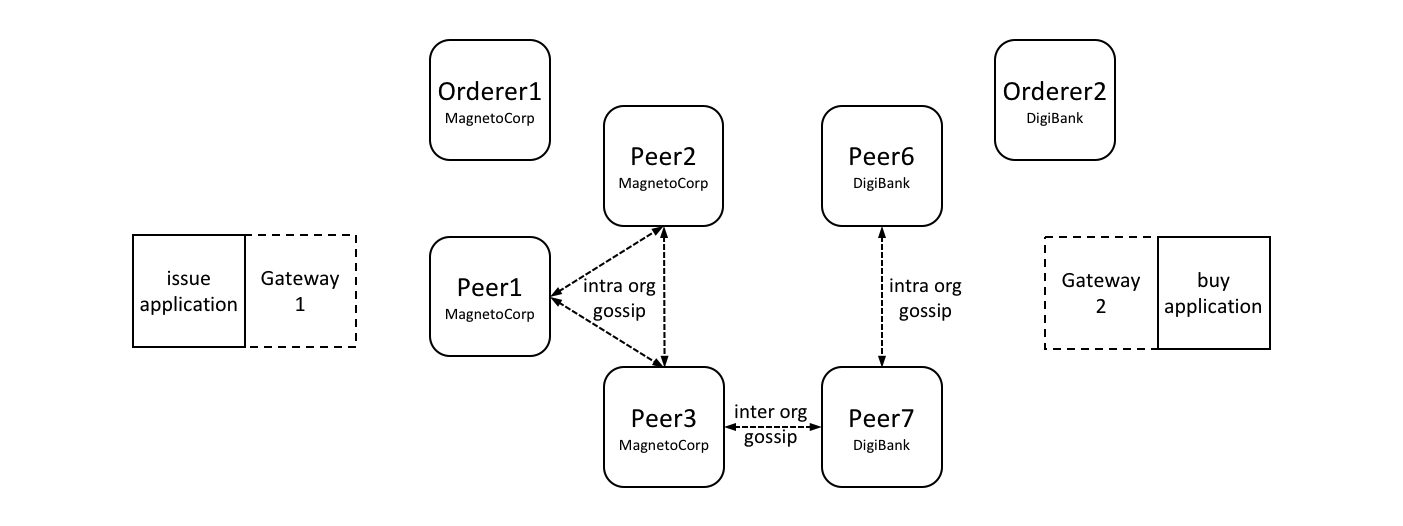 Orderer1
MagnetoCorp
Orderer2
DigiBank
Peer2
MagnetoCorp
Peer6
DigiBank
issue
application
Gateway
1
Peer1
MagnetoCorp
intra org
gossip
intra org
gossip
Gateway
2
buy
application
Peer3
MagnetoCorp
inter org
gossip
Peer7
DigiBank